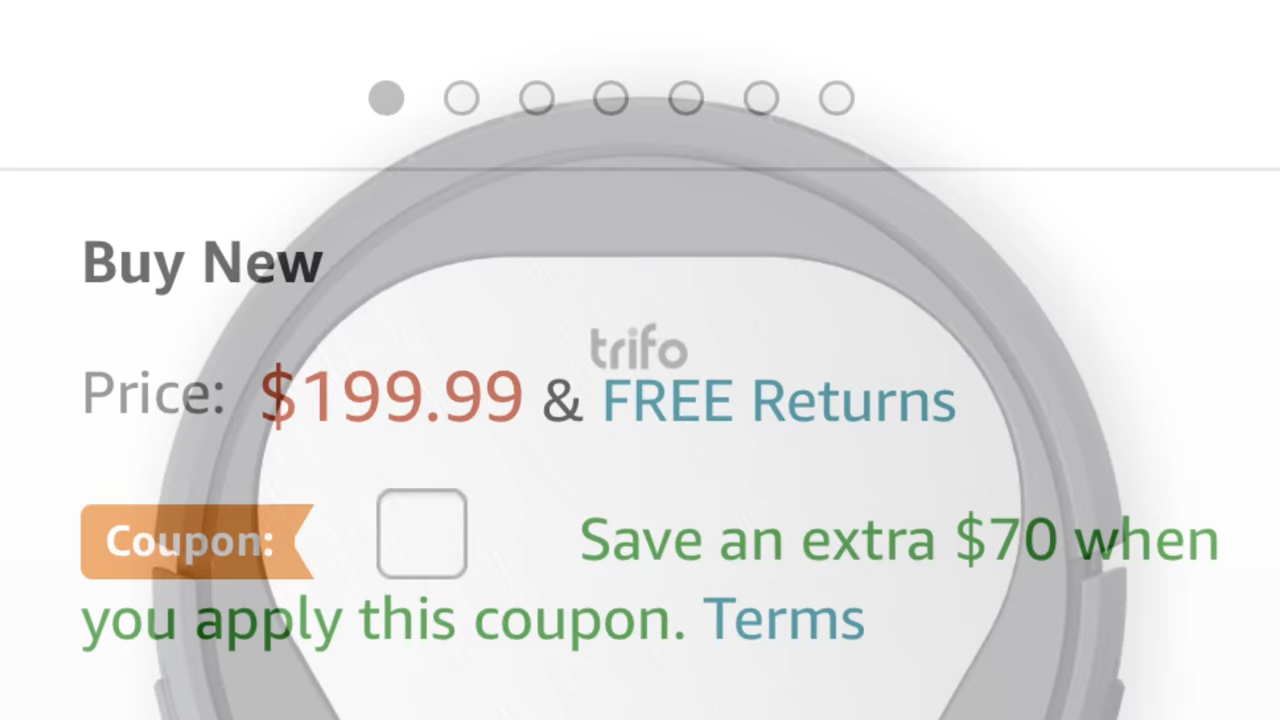 Buy New
trifo
Price: $199.99 & FREE Returns
Coupon: Save an extra $70 when
you apply this coupon. Terms